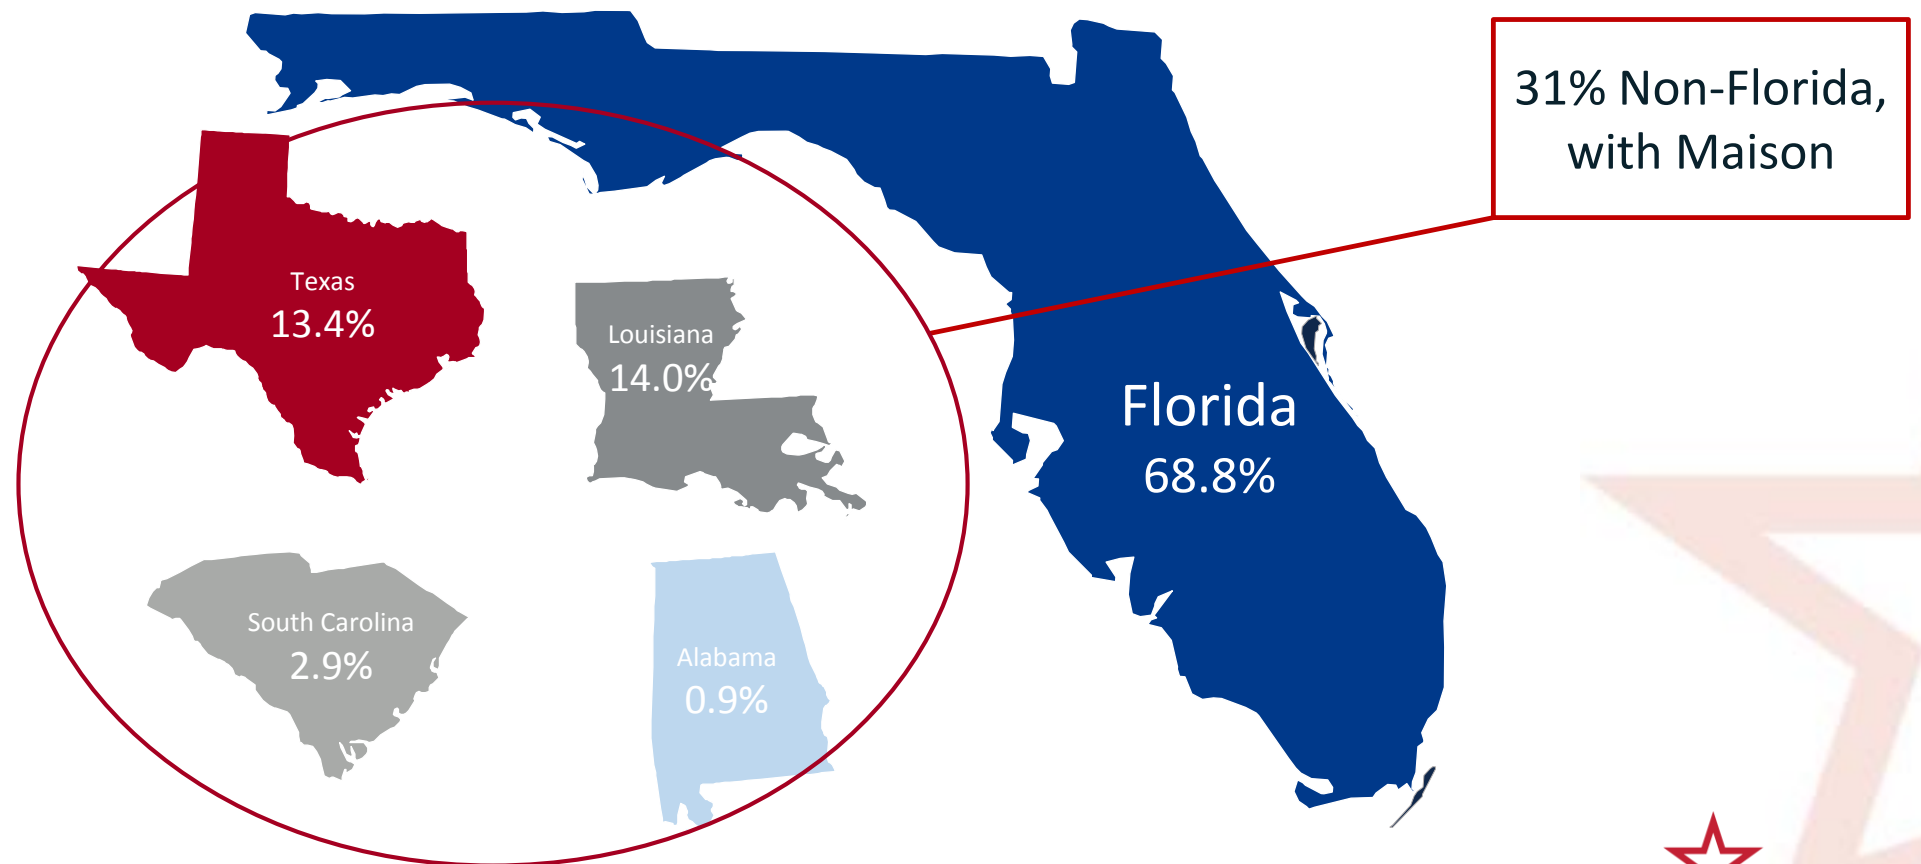 31% Non-Florida,
with Maison
Texas
13.4%
Louisiana
14.0%
Florida
68.8%
South Carolina
2.9%
Alabama
0.9%